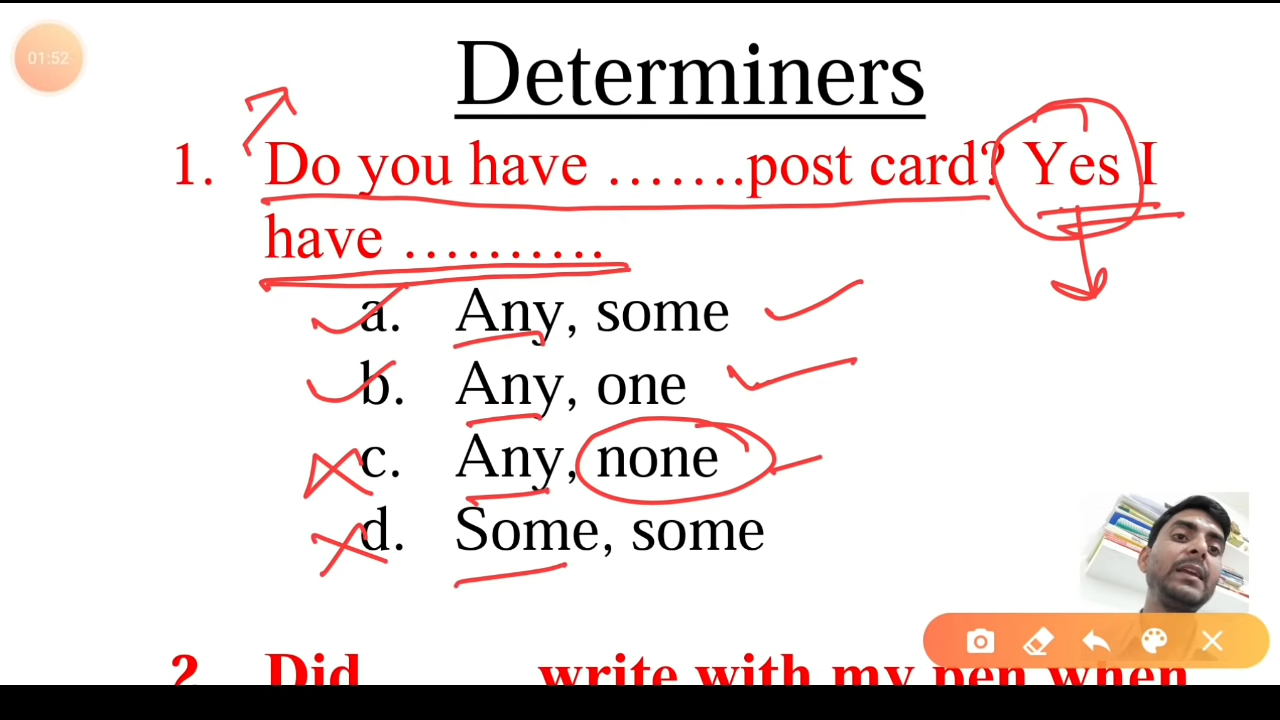 01:52
Determiners
1. Do you have …….post card? Yes I
have ……….
a. Any, some
b. Any, one
c. Any, none
d. Some, some
2. Did write with my pen when